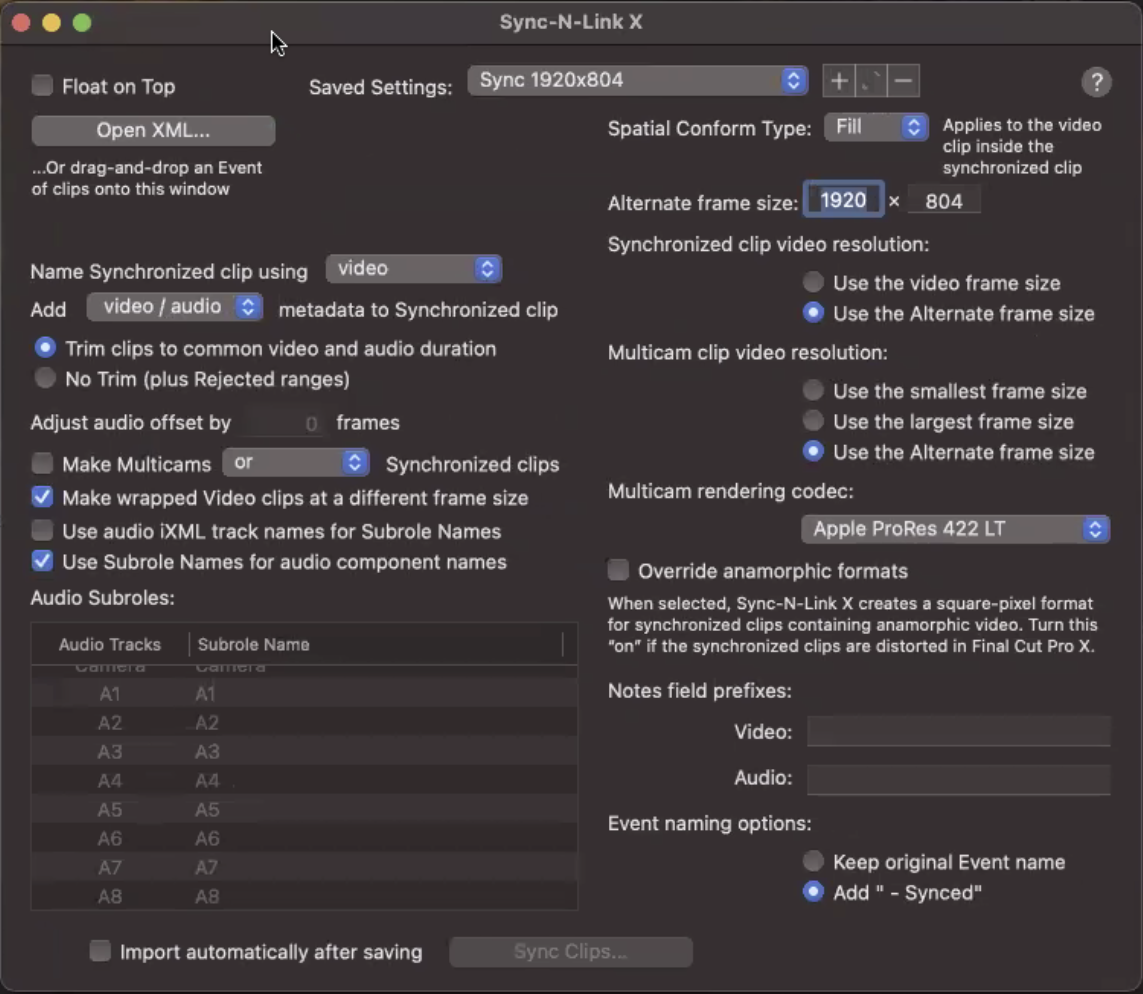 Sync-N-Link X
Float on Top
Saved Settings: Sync 1920x804
?
Open XML...
...Or drag-and-drop an Event
of clips onto this window
Spatial Conform Type: Fill
Applies to the video
clip inside the
synchronized clip
Alternate frame size: 1920 × 804
Name Synchronized clip using video
Add video / audio metadata to Synchronized clip
Trim clips to common video and audio duration
No Trim (plus Rejected ranges)
Adjust audio offset by 0 frames
Make Multicams or Synchronized clips
Make wrapped Video clips at a different frame size
Use audio iXML track names for Subrole Names
Use Subrole Names for audio component names
Audio Subroles:
Audio Tracks Subrole Name
Camera Camera
A1 A1
A2 A2
A3 A3
A4 A4
A5 A5
A6 A6
A7 A7
A8 A8
Synchronized clip video resolution:
Use the video frame size
Use the Alternate frame size
Multicam clip video resolution:
Use the smallest frame size
Use the largest frame size
Use the Alternate frame size
Multicam rendering codec:
Apple ProRes 422 LT
Override anamorphic formats
When selected, Sync-N-Link X creates a square-pixel format
for synchronized clips containing anamorphic video. Turn this
"on" if the synchronized clips are distorted in Final Cut Pro X.
Notes field prefixes:
Video:
Audio:
Event naming options:
Keep original Event name
Add " - Synced"
Import automatically after saving
Sync Clips...